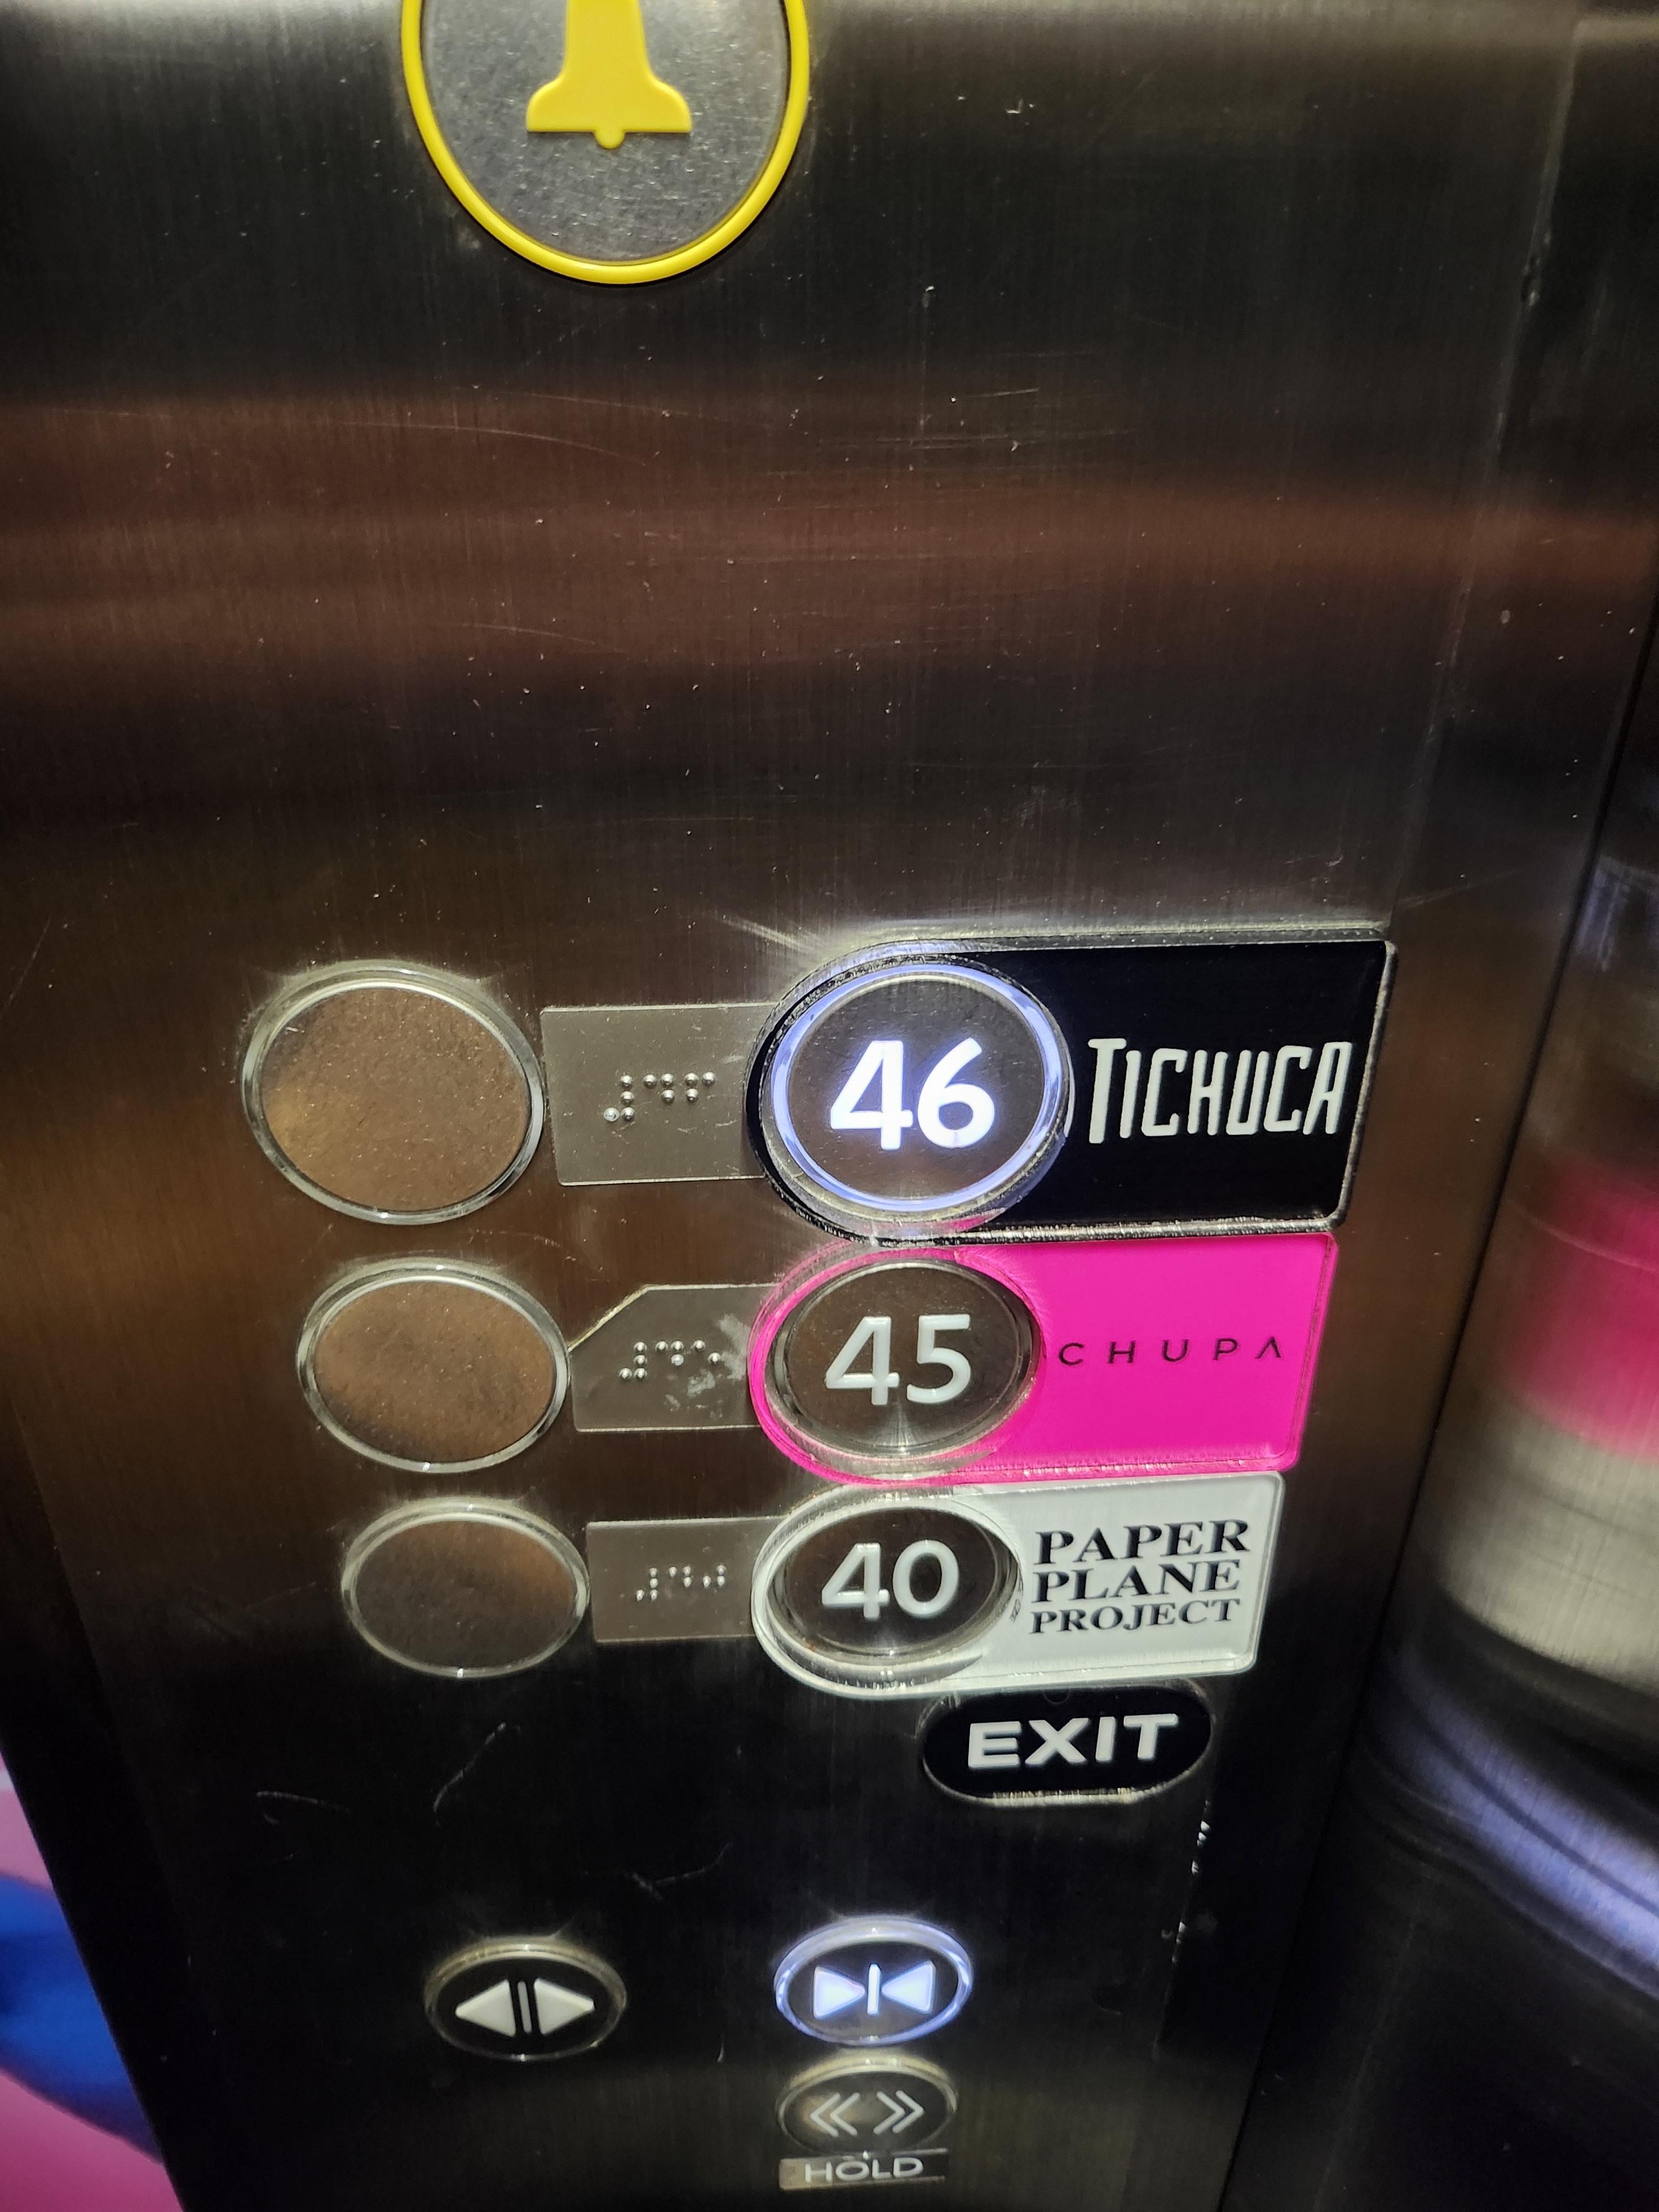 46 TICHUCA
45 CHUPA
40 PAPER
PLANE
PROJECT
EXIT
HOLD